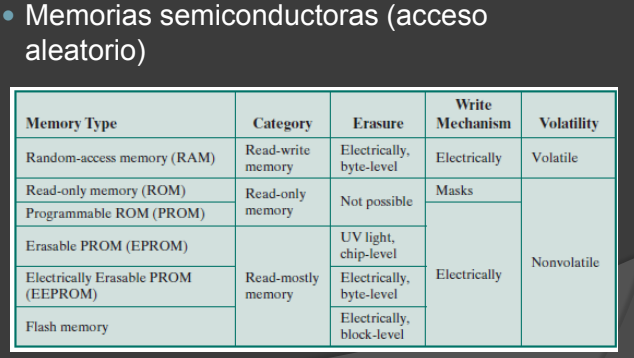 Memorias semiconductoras (acceso
aleatorio)
Memory Type Category Erasure Write Mechanism Volatility
Random-access memory (RAM) Read-write memory Electrically, byte-level Electrically Volatile
Read-only memory (ROM) Read-only memory Not possible Masks Nonvolatile
Programmable ROM (PROM) Electrically
Erasable PROM (EPROM) Read-mostly memory UV light, chip-level
Electrically Erasable PROM (EEPROM) Electrically, byte-level
Flash memory Electrically, block-level